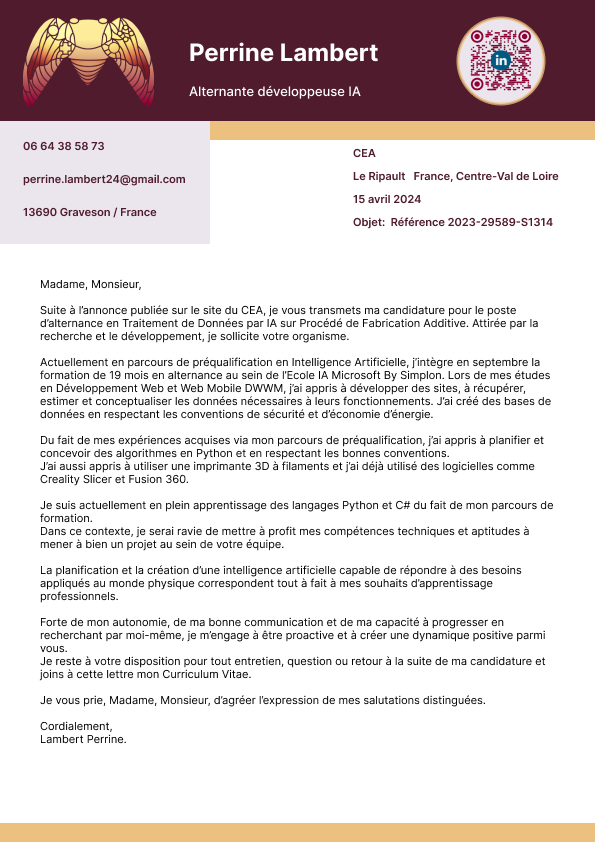 Perrine Lambert
Alternante développeuse IA
in
06 64 38 58 73
perrine.lambert24@gmail.com
13690 Graveson / France
CEA
Le Ripault France, Centre-Val de Loire
15 avril 2024
Objet: Référence 2023-29589-S1314
Madame, Monsieur,
Suite à l’annonce publiée sur le site du CEA, je vous transmets ma candidature pour le poste
d’alternance en Traitement de Données par IA sur Procédé de Fabrication Additive. Attirée par la
recherche et le développement, je sollicite votre organisme.
Actuellement en parcours de préqualification en Intelligence Artificielle, j’intègre en septembre la
formation de 19 mois en alternance au sein de l’Ecole IA Microsoft By Simplon. Lors de mes études
en Développement Web et Web Mobile DWWM, j’ai appris à développer des sites, à récupérer,
estimer et conceptualiser les données nécessaires à leurs fonctionnements. J’ai créé des bases de
données en respectant les conventions de sécurité et d’économie d’énergie.
Du fait de mes expériences acquises via mon parcours de préqualification, j’ai appris à planifier et
concevoir des algorithmes en Python et en respectant les bonnes conventions.
J’ai aussi appris à utiliser une imprimante 3D à filaments et j’ai déjà utilisé des logicielles comme
Creality Slicer et Fusion 360.
Je suis actuellement en plein apprentissage des langages Python et C# du fait de mon parcours de
formation.
Dans ce contexte, je serai ravie de mettre à profit mes compétences techniques et aptitudes à
mener à bien un projet au sein de votre équipe.
La planification et la création d’une intelligence artificielle capable de répondre à des besoins
appliqués au monde physique correspondent tout à fait à mes souhaits d’apprentissage
professionnels.
Forte de mon autonomie, de ma bonne communication et de ma capacité à progresser en
recherchant par moi-même, je m’engage à être proactive et à créer une dynamique positive parmi
vous.
Je reste à votre disposition pour tout entretien, question ou retour à la suite de ma candidature et
joins à cette lettre mon Curriculum Vitae.
Je vous prie, Madame, Monsieur, d’agréer l’expression de mes salutations distinguées.
Cordialement,
Lambert Perrine.